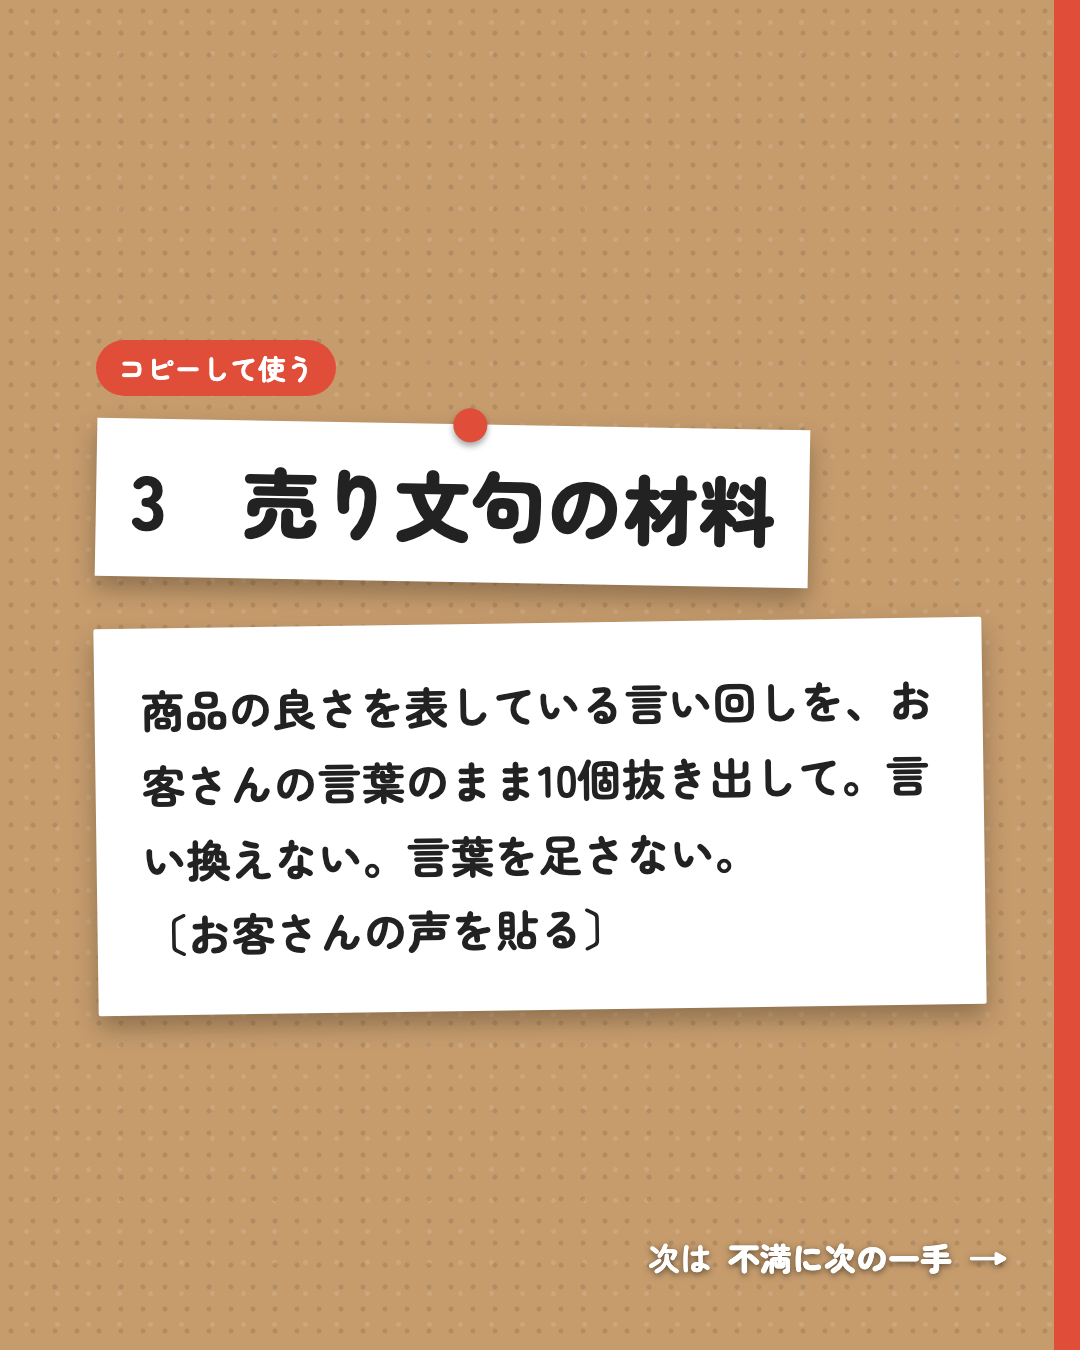 コピーして使う
3　売り文句の材料
商品の良さを表している言い回しを、お
客さんの言葉のまま10個抜き出して。言
い換えない。言葉を足さない。
〔お客さんの声を貼る〕
次は 不満に次の一手 →